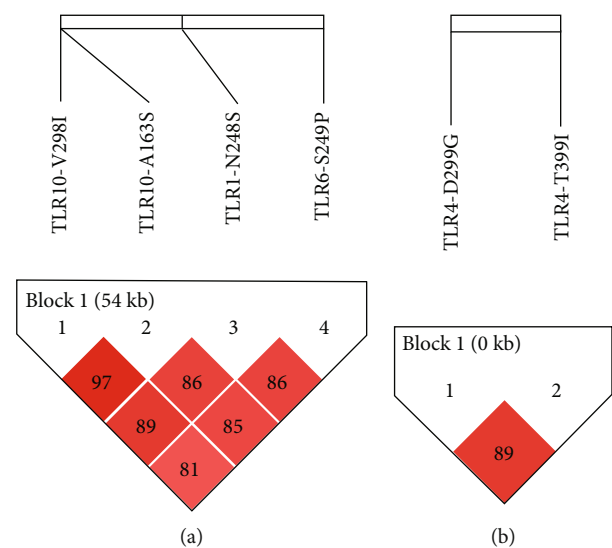 TLR10-V298I
TLR10-A163S
TLR1-N248S
TLR6-S249P
TLR4-D299G
TLR4-T399I
Block 1 (54 kb)
1 2 3 4
97 86 86
89 85
81
(a)
Block 1 (0 kb)
1 2
89
(b)